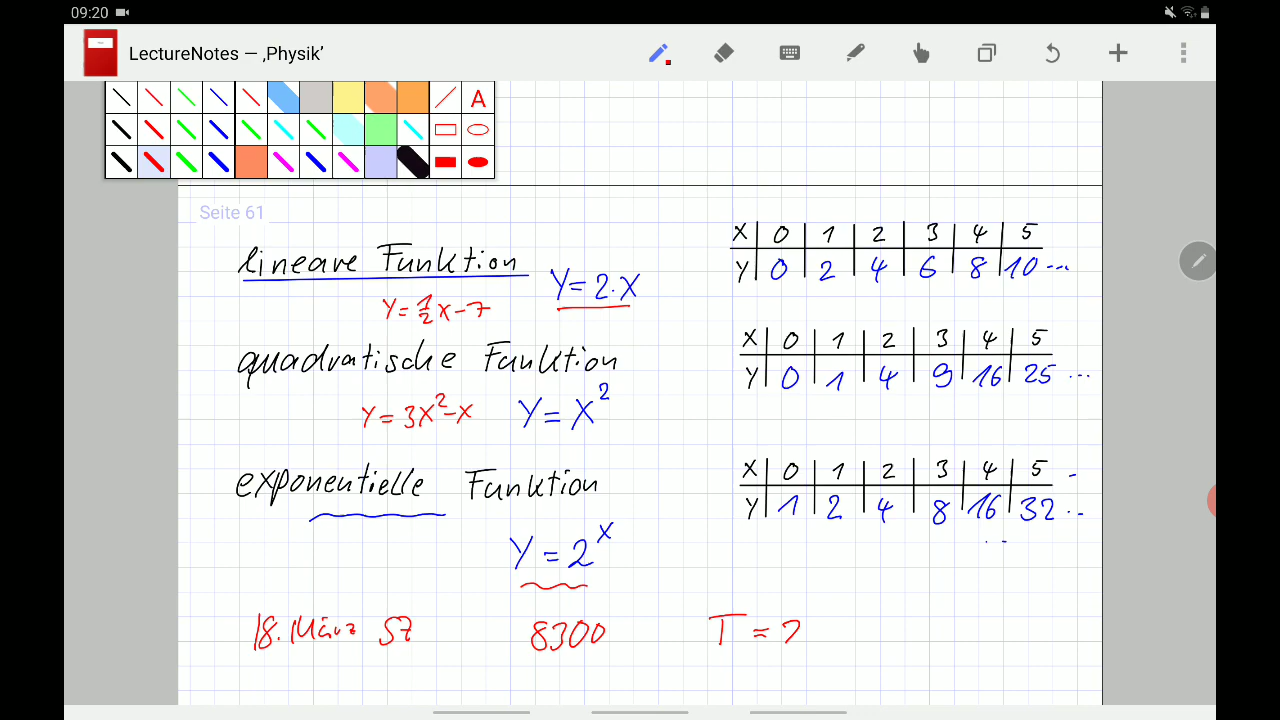 09:20
LectureNotes — ‚Physik’
A
Seite 61
lineare Funktion
Y = 2·X
Y = 1/2 X - 7
X 0 1 2 3 4 5
Y 0 2 4 6 8 10 ...
quadratische Funktion
Y = 3X² - X
Y = X²
X 0 1 2 3 4 5
Y 0 1 4 9 16 25 ...
exponentielle Funktion
Y = 2ˣ
X 0 1 2 3 4 5
Y 1 2 4 8 16 32 ..
18. März
8300
T = ?